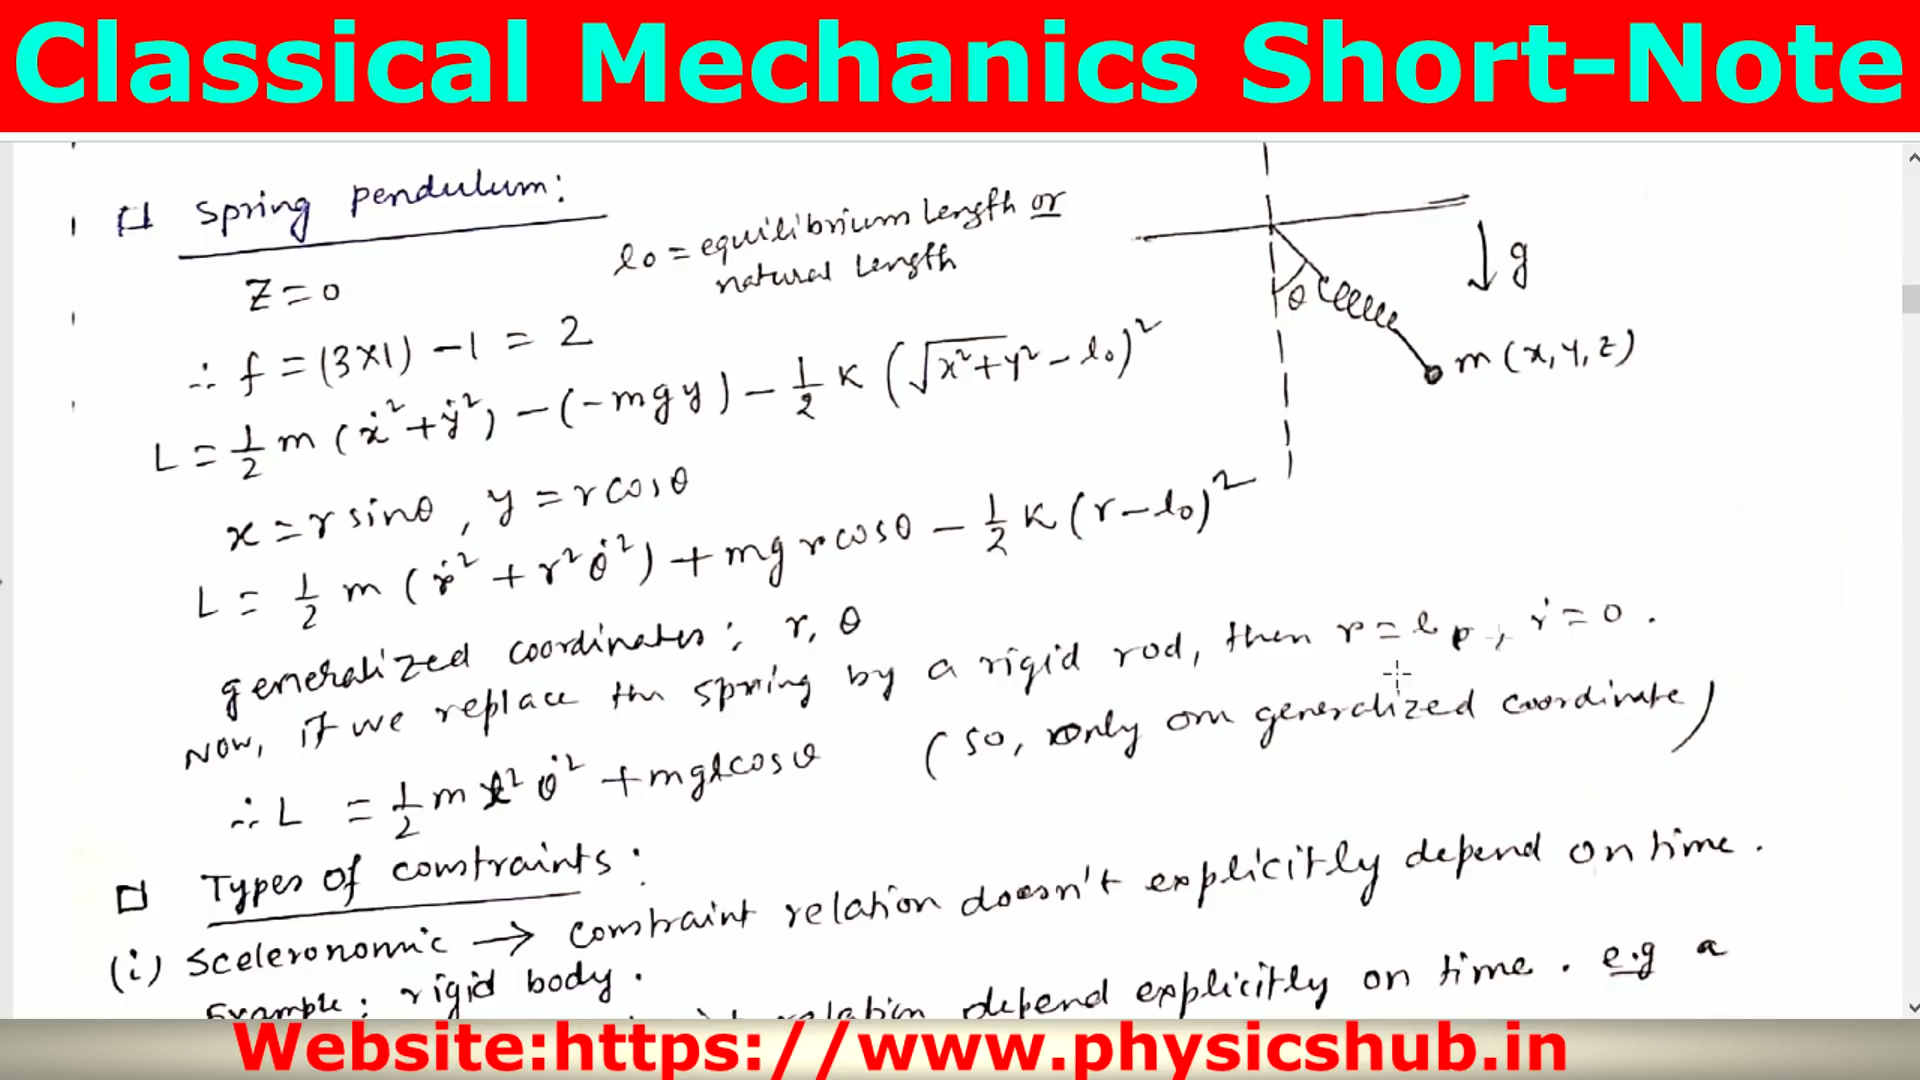 Classical Mechanics Short-Note
Spring pendulum:
l₀ = equilibrium length or
natural length
z = 0
∴ f = (3×1) − 1 = 2
L = ½ m (ẋ² + ẏ²) − (−mgy) − ½ K (√x²+y² − l₀)²
x = r sinθ , y = r cosθ
L = ½ m (ṙ² + r² θ̇²) + mg r cosθ − ½ K (r − l₀)²
g
θ
m (x, y, z)
generalized coordinates: r, θ
Now, if we replace the spring by a rigid rod, then r = l , ṙ = 0 .
(so, only one generalized coordinate)
∴ L = ½ m l² θ̇² + mgl cosθ
Types of constraints:
(i) Sceleronomic → constraint relation doesn't explicitly depend on time .
Example: rigid body .
relation depend explicitly on time . e.g a
Website:https://www.physicshub.in